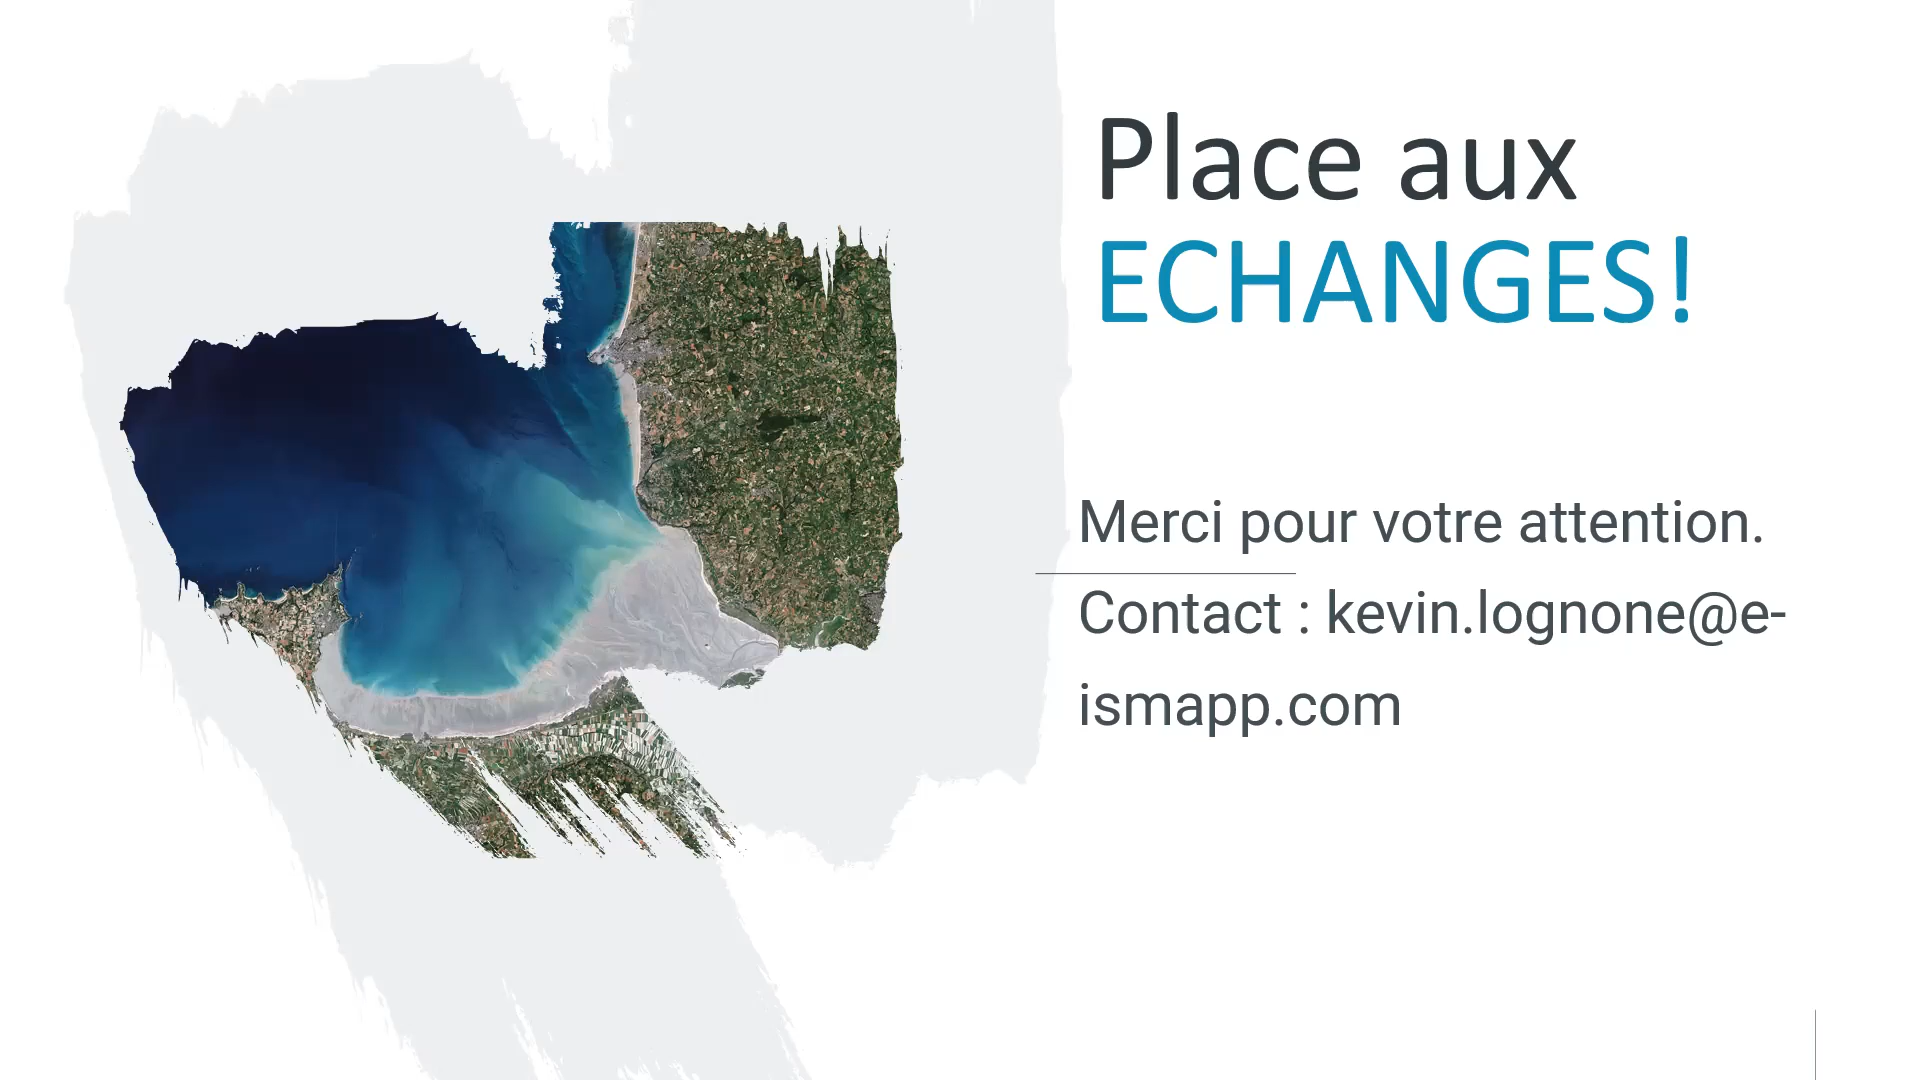 Place aux
ECHANGES!
Merci pour votre attention.
Contact : kevin.lognone@e-
ismapp.com